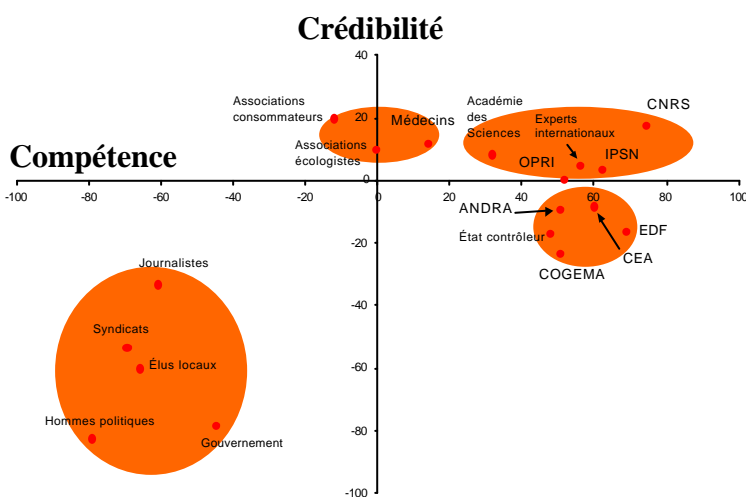 Crédibilité
40
Associations
consommateurs
20
Médecins
Académie
des
Sciences
Experts
internationaux
CNRS
Compétence
Associations
écologistes
OPRI
IPSN
0
-100
-80
-60
-40
-20
0
20
40
60
80
100
ANDRA
-20
État contrôleur
EDF
CEA
COGEMA
Journalistes
-40
Syndicats
Élus locaux
-60
Hommes politiques
-80
Gouvernement
-100